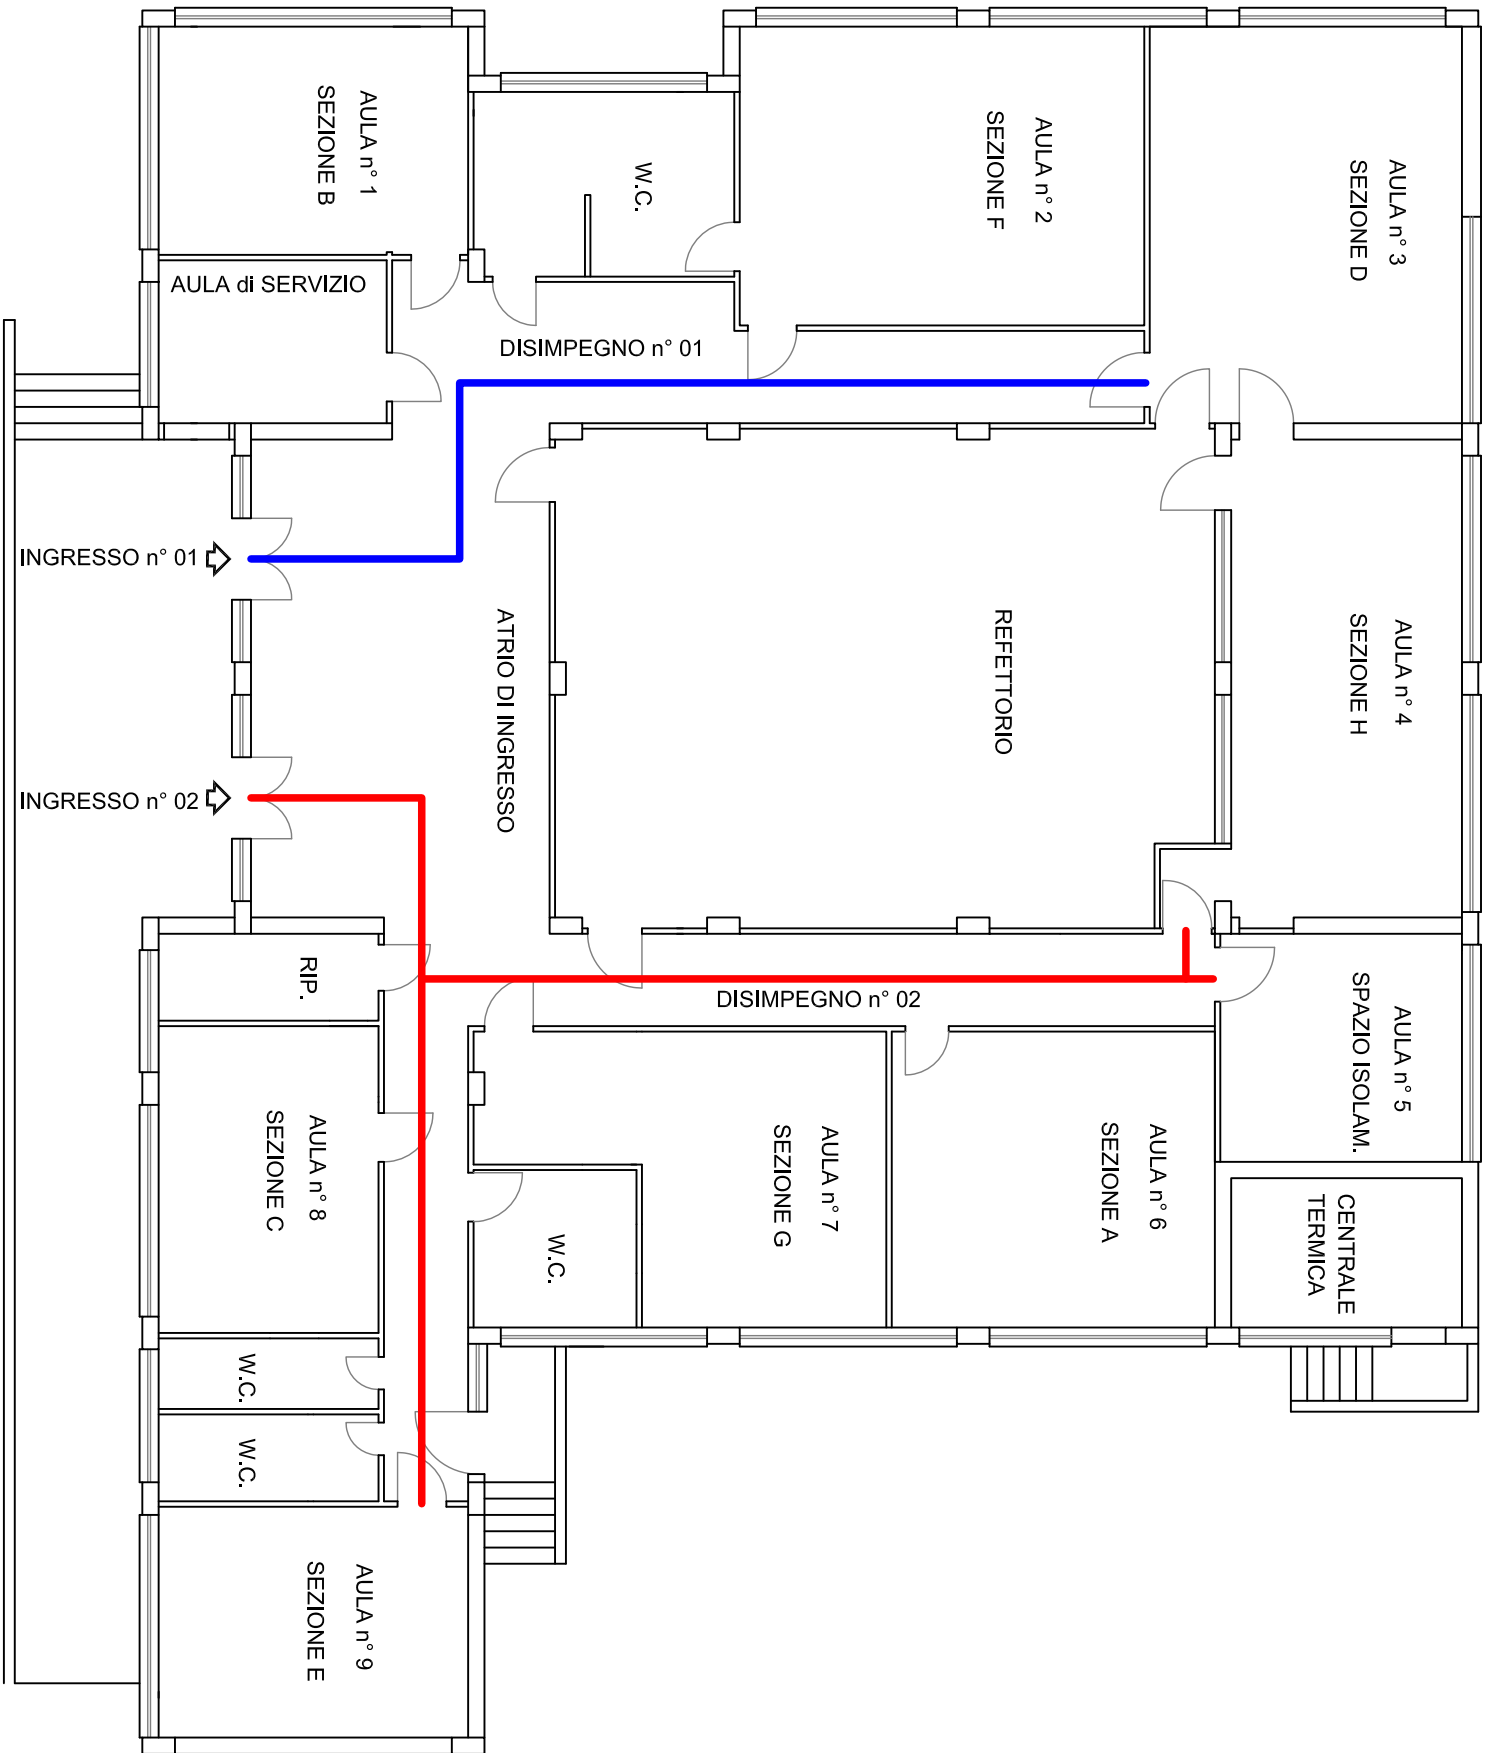 AULA n° 1
SEZIONE B
W.C.
AULA n° 2
SEZIONE F
AULA n° 3
SEZIONE D
AULA di SERVIZIO
DISIMPEGNO n° 01
INGRESSO n° 01
ATRIO DI INGRESSO
REFETTORIO
AULA n° 4
SEZIONE H
INGRESSO n° 02
RIP.
DISIMPEGNO n° 02
AULA n° 5
SPAZIO ISOLAM.
AULA n° 8
SEZIONE C
W.C.
AULA n° 7
SEZIONE G
AULA n° 6
SEZIONE A
CENTRALE
TERMICA
W.C.
W.C.
AULA n° 9
SEZIONE E